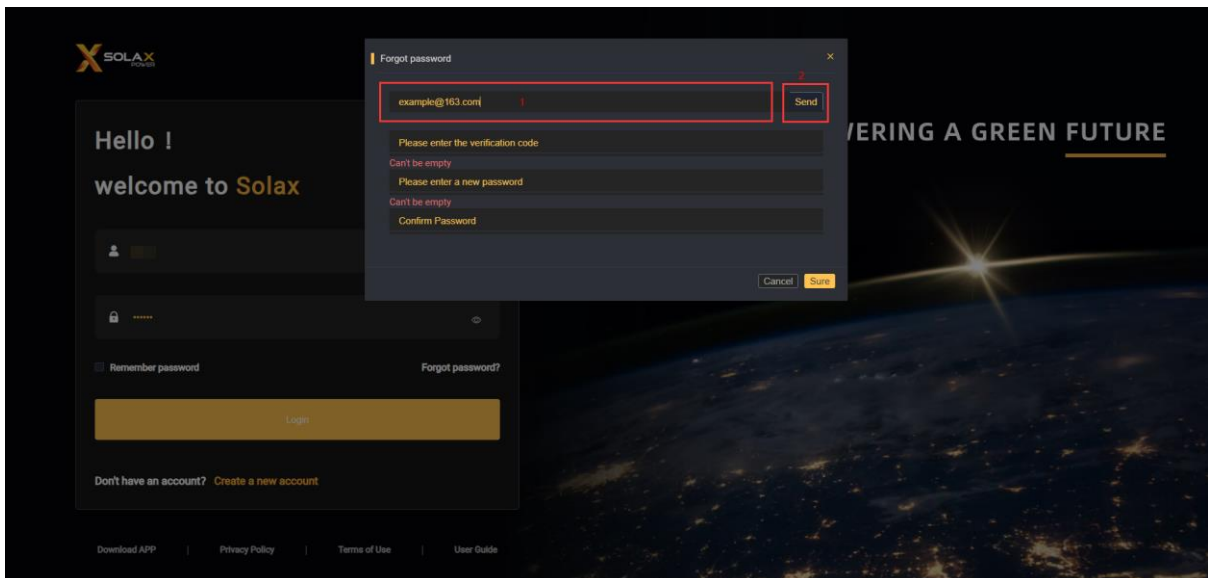 SOLAX
POWER
Forgot password
×
2
example@163.com 1 Send
Please enter the verification code
Can't be empty
Please enter a new password
Can't be empty
Confirm Password
Cancel Sure
Hello !
welcome to Solax
······
Remember password Forgot password?
Login
Don't have an account? Create a new account
Download APP | Privacy Policy | Terms of Use | User Guide
ERING A GREEN FUTURE